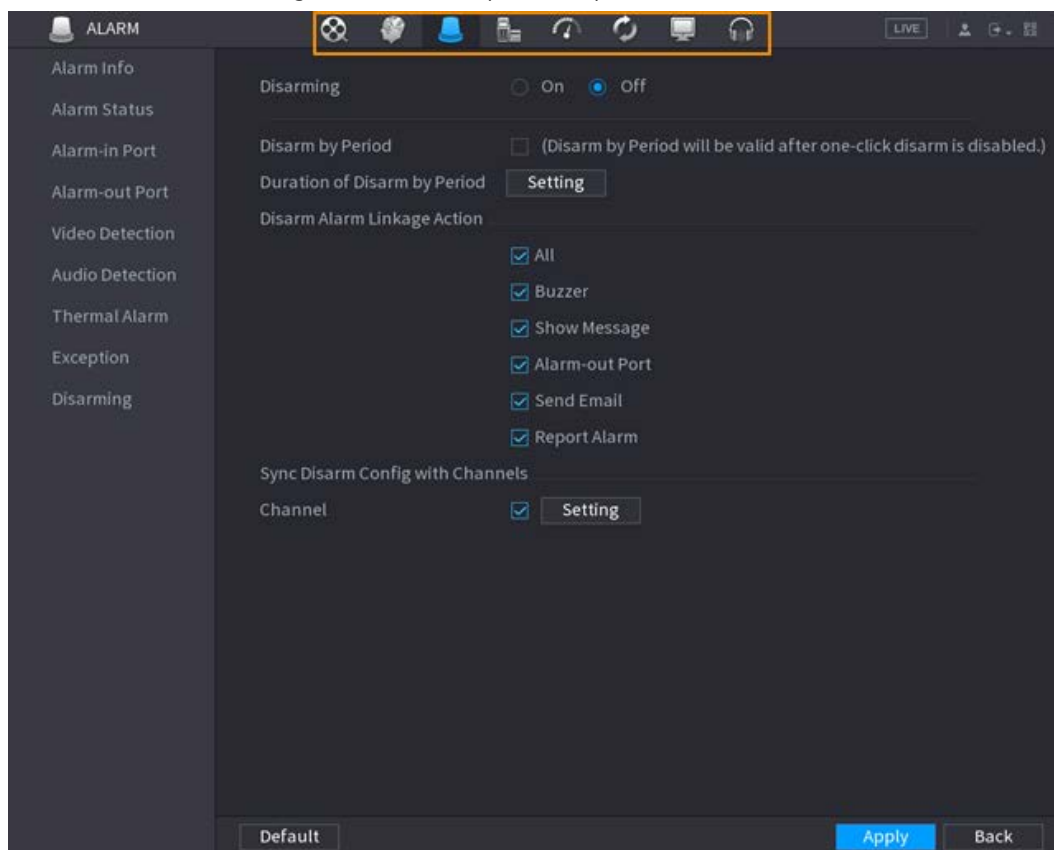 ALARM
LIVE
Alarm Info
Alarm Status
Alarm-in Port
Alarm-out Port
Video Detection
Audio Detection
Thermal Alarm
Exception
Disarming
Disarming On Off
Disarm by Period (Disarm by Period will be valid after one-click disarm is disabled.)
Duration of Disarm by Period Setting
Disarm Alarm Linkage Action
All
Buzzer
Show Message
Alarm-out Port
Send Email
Report Alarm
Sync Disarm Config with Channels
Channel Setting
Default Apply Back